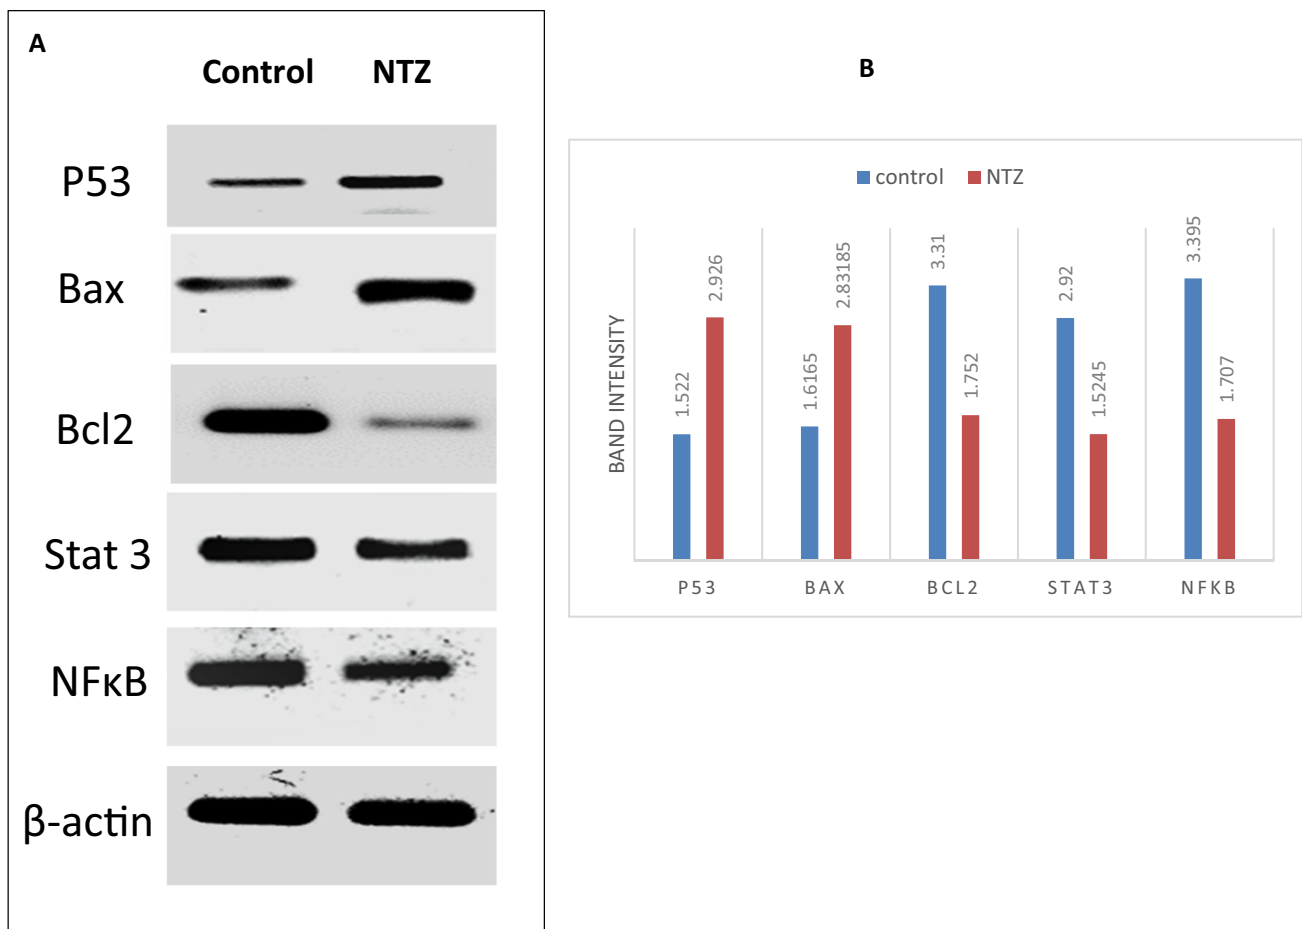 A
Control NTZ
P53
Bax
Bcl2
Stat 3
NFκB
β-actin
B
control NTZ
BAND INTENSITY
1.522
2.926
1.6165
2.83185
3.31
1.752
2.92
1.5245
3.395
1.707
P53 BAX BCL2 STAT3 NFKB